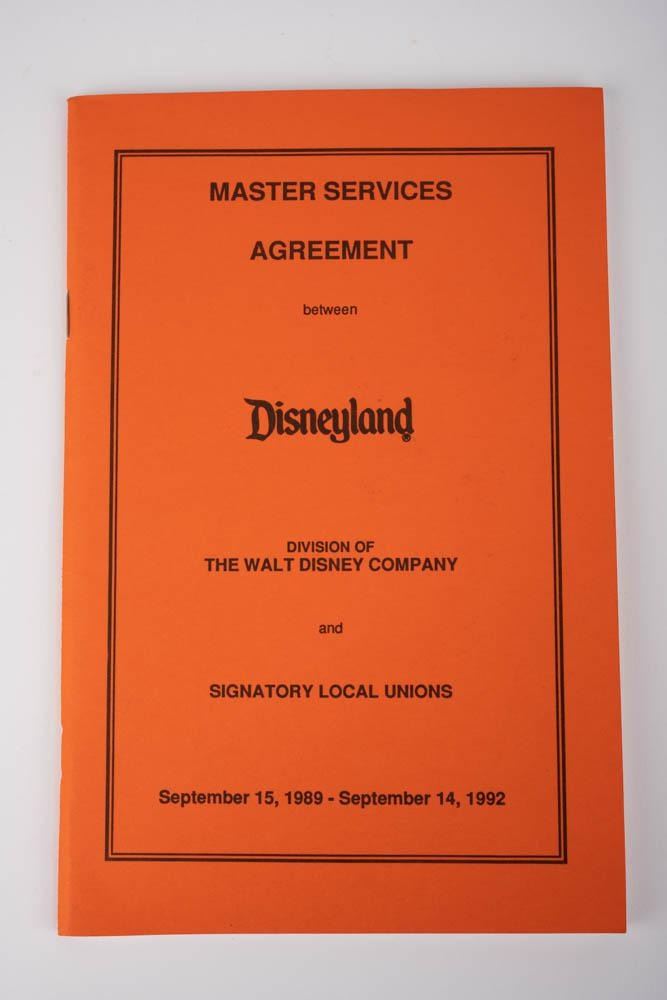 MASTER SERVICES
AGREEMENT
between
Disneyland®
DIVISION OF
THE WALT DISNEY COMPANY
and
SIGNATORY LOCAL UNIONS
September 15, 1989 - September 14, 1992